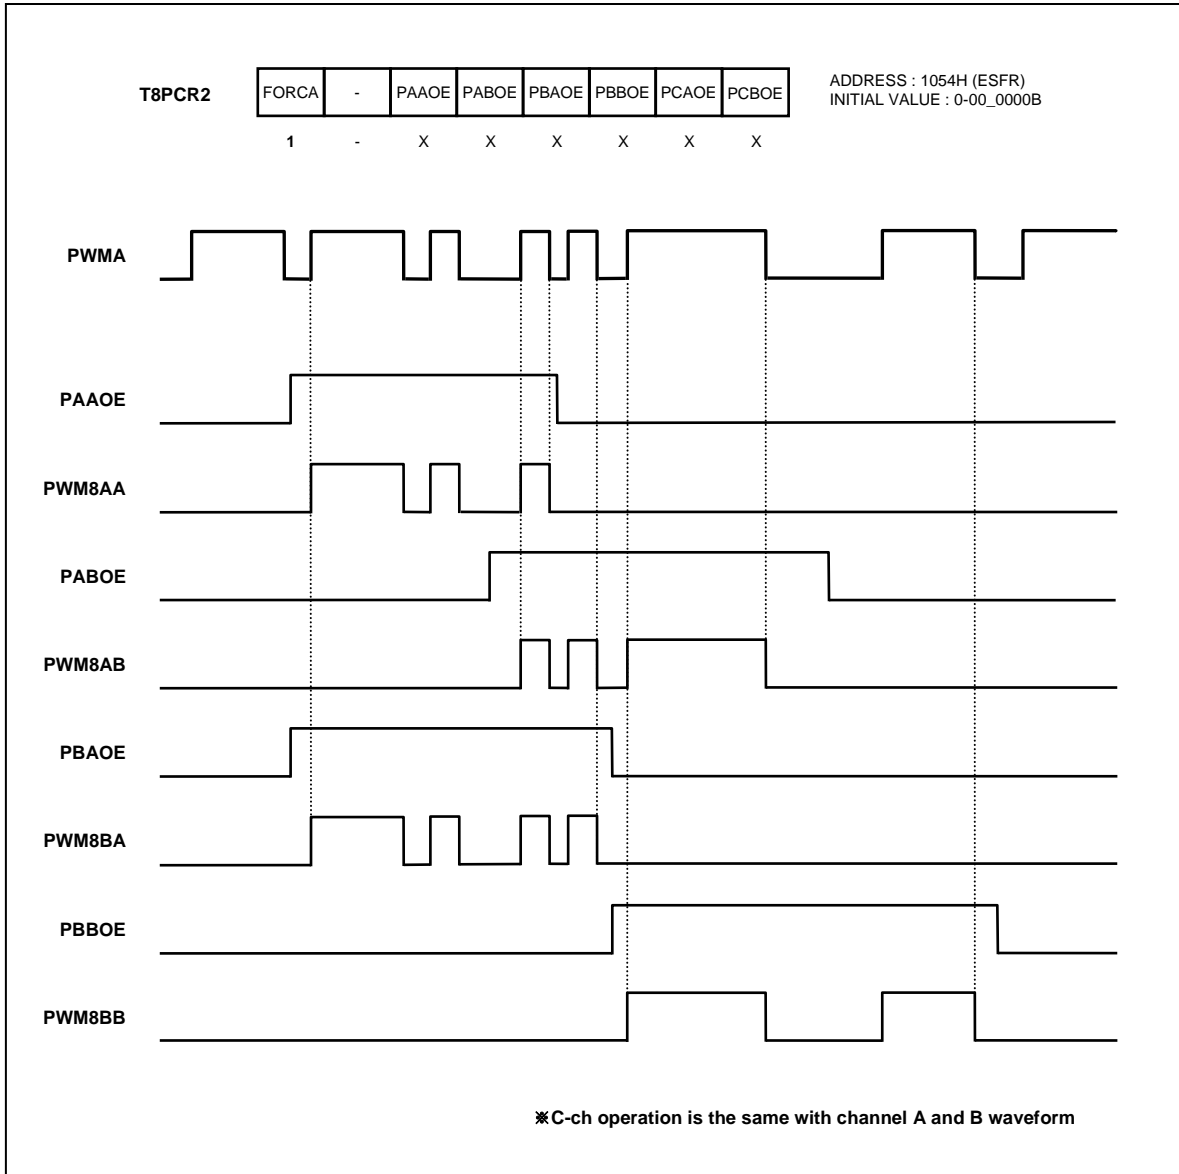 T8PCR2 FORCA - PAAOE PABOE PBAOE PBBOE PCAOE PCBOE
ADDRESS : 1054H (ESFR)
INITIAL VALUE : 0-00_0000B
1 - X X X X X X
PWMA
PAAOE
PWM8AA
PABOE
PWM8AB
PBAOE
PWM8BA
PBBOE
PWM8BB
※C-ch operation is the same with channel A and B waveform